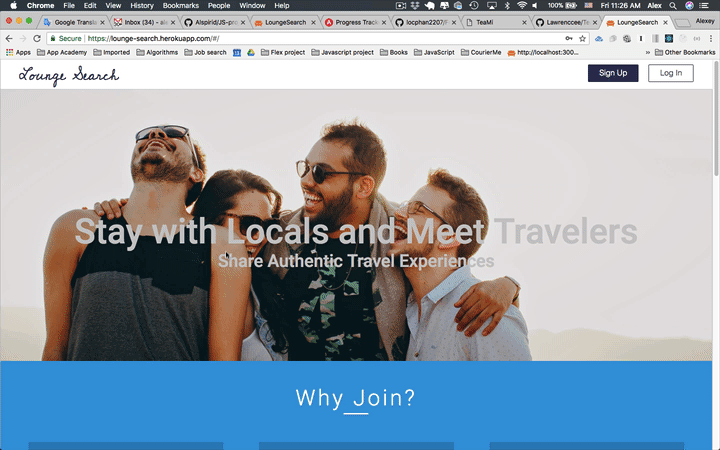 Chrome File Edit View History Bookmarks People Window Help 100% Fri 11:26 AM Alex
Google Transla Inbox (34) - al Alspirid/JS-pro LoungeSearch Progress Track locphan2207/F TeaMi Lawrenccee/Te LoungeSearch Alexey
Secure https://lounge-search.herokuapp.com/#/
Apps App Academy Imported Algorithms Job search Flex project Javascript project Books JavaScript CourierMe http://localhost:300... » Other Bookmarks
Lounge Search Sign Up Log In
Stay with Locals and Meet Travelers
Share Authentic Travel Experiences
Why Join?